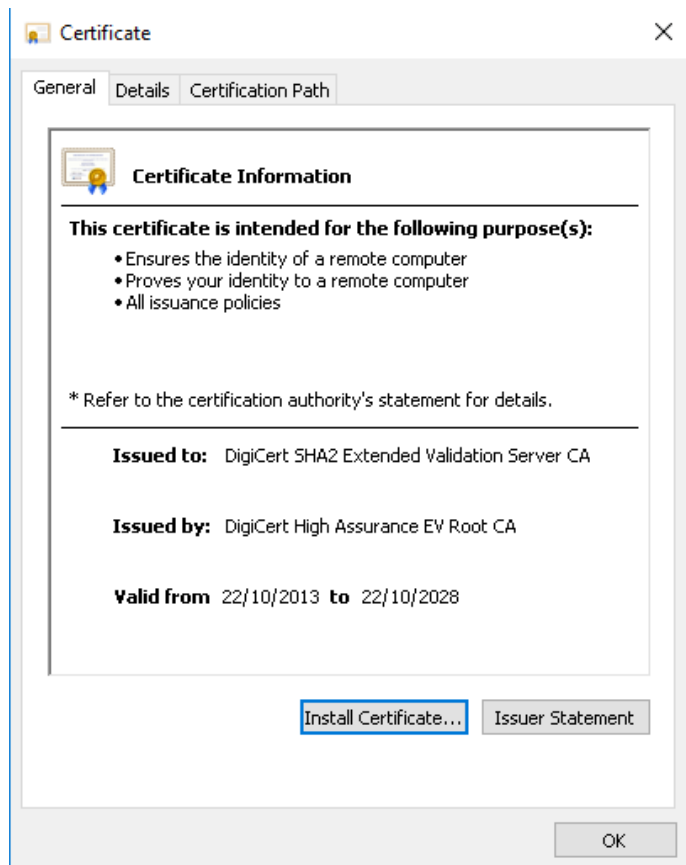 Certificate
General Details Certification Path
Certificate Information
This certificate is intended for the following purpose(s):
• Ensures the identity of a remote computer
• Proves your identity to a remote computer
• All issuance policies
* Refer to the certification authority's statement for details.
Issued to: DigiCert SHA2 Extended Validation Server CA
Issued by: DigiCert High Assurance EV Root CA
Valid from 22/10/2013 to 22/10/2028
Install Certificate... Issuer Statement
OK